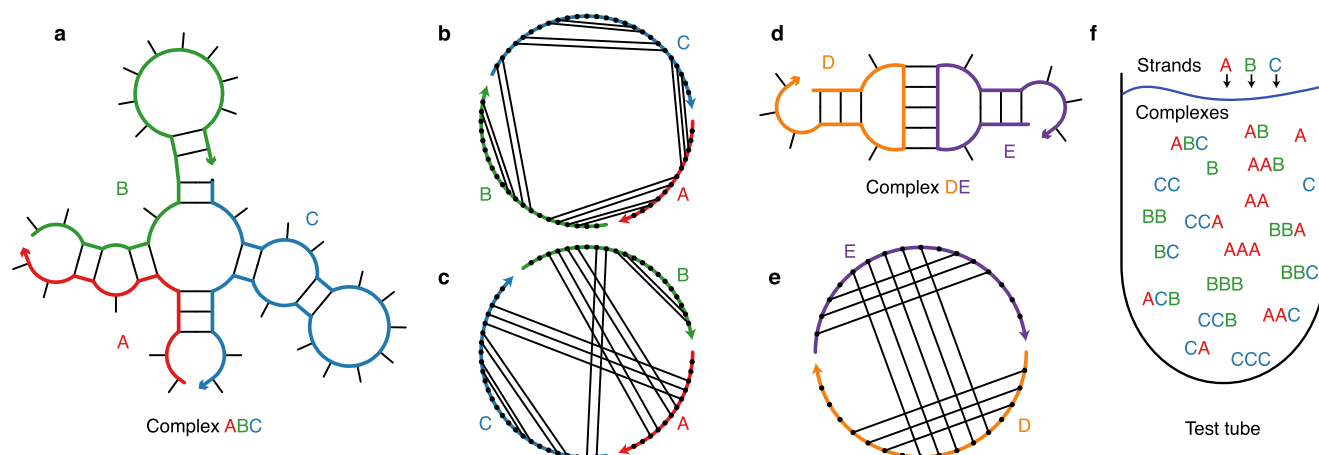 a
B
C
A
Complex ABC
b
C
B
A
c
B
C
A
d
D
E
Complex DE
e
E
D
f
Strands A B C
Complexes
ABC
AB
A
B
AAB
CC
C
AA
BB
CCA
BBA
BC
AAA
BBC
BBB
ACB
CCB
AAC
CA
CCC
Test tube